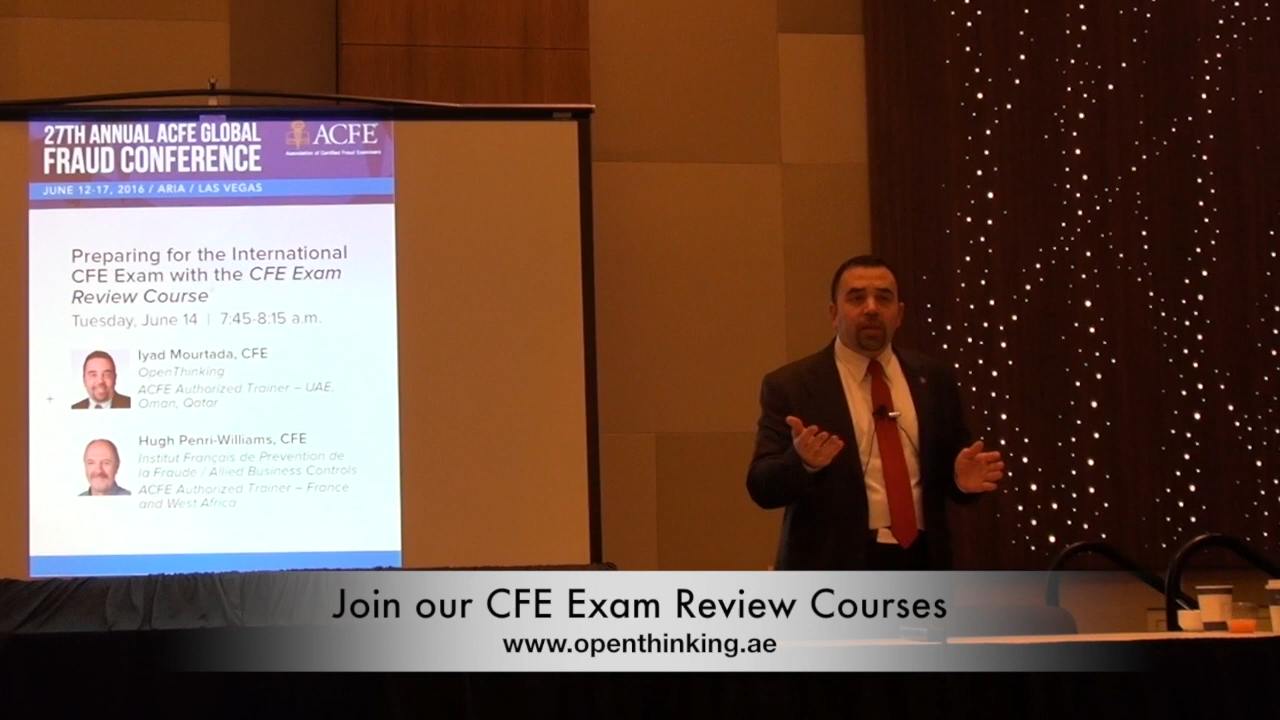 27TH ANNUAL ACFE GLOBAL
FRAUD CONFERENCE
ACFE
Association of Certified Fraud Examiners
JUNE 12-17, 2016 / ARIA / LAS VEGAS
Preparing for the International
CFE Exam with the CFE Exam
Review Course
Tuesday, June 14 | 7:45-8:15 a.m.
Iyad Mourtada, CFE
OpenThinking
ACFE Authorized Trainer – UAE,
Oman, Qatar
Hugh Penri-Williams, CFE
Institut Français de Prevention de
la Fraude / Allied Business Controls
ACFE Authorized Trainer – France
and West Africa
Join our CFE Exam Review Courses
www.openthinking.ae